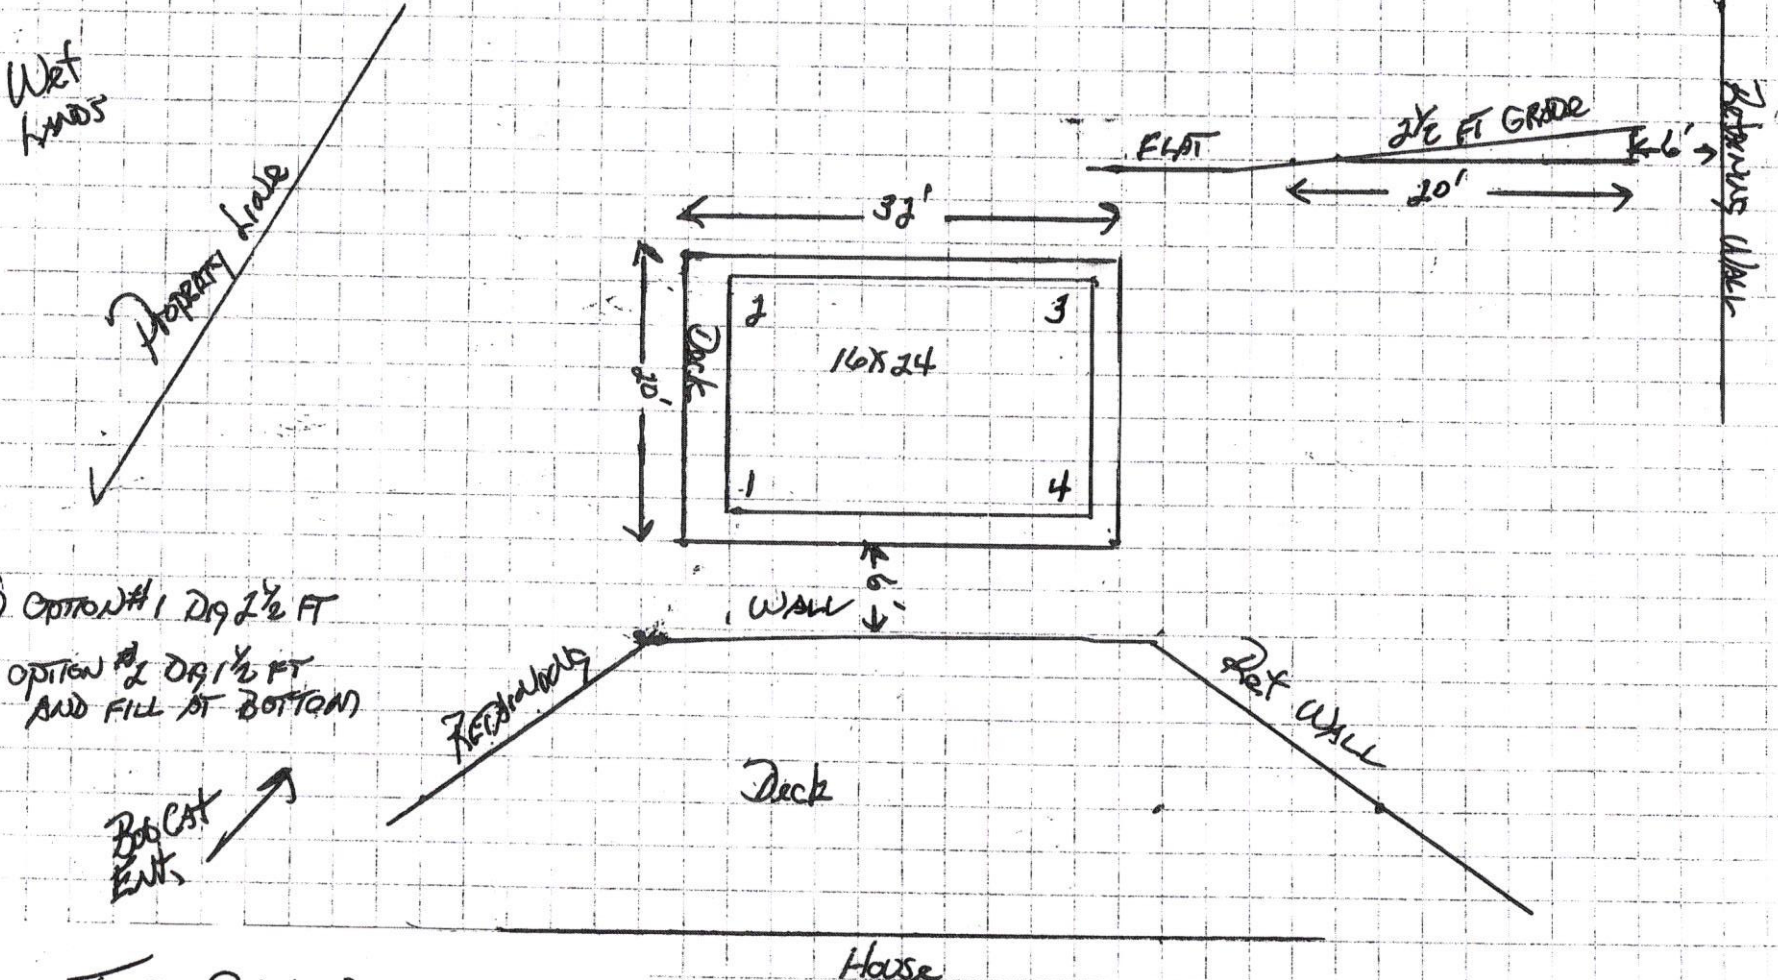 Wet
LANDS
Property Line
FLAT
2½ FT GRADE
6'
20'
Retaining Wall
32'
20'
Deck
2
3
16X24
1
4
6'
WALL
) OPTION #1 Dig 2½ FT
OPTION #2 Dig 1½ FT
AND FILL AT BOTTOM
RETAINING
Ret WALL
Deck
BobCAT
Ent.
House